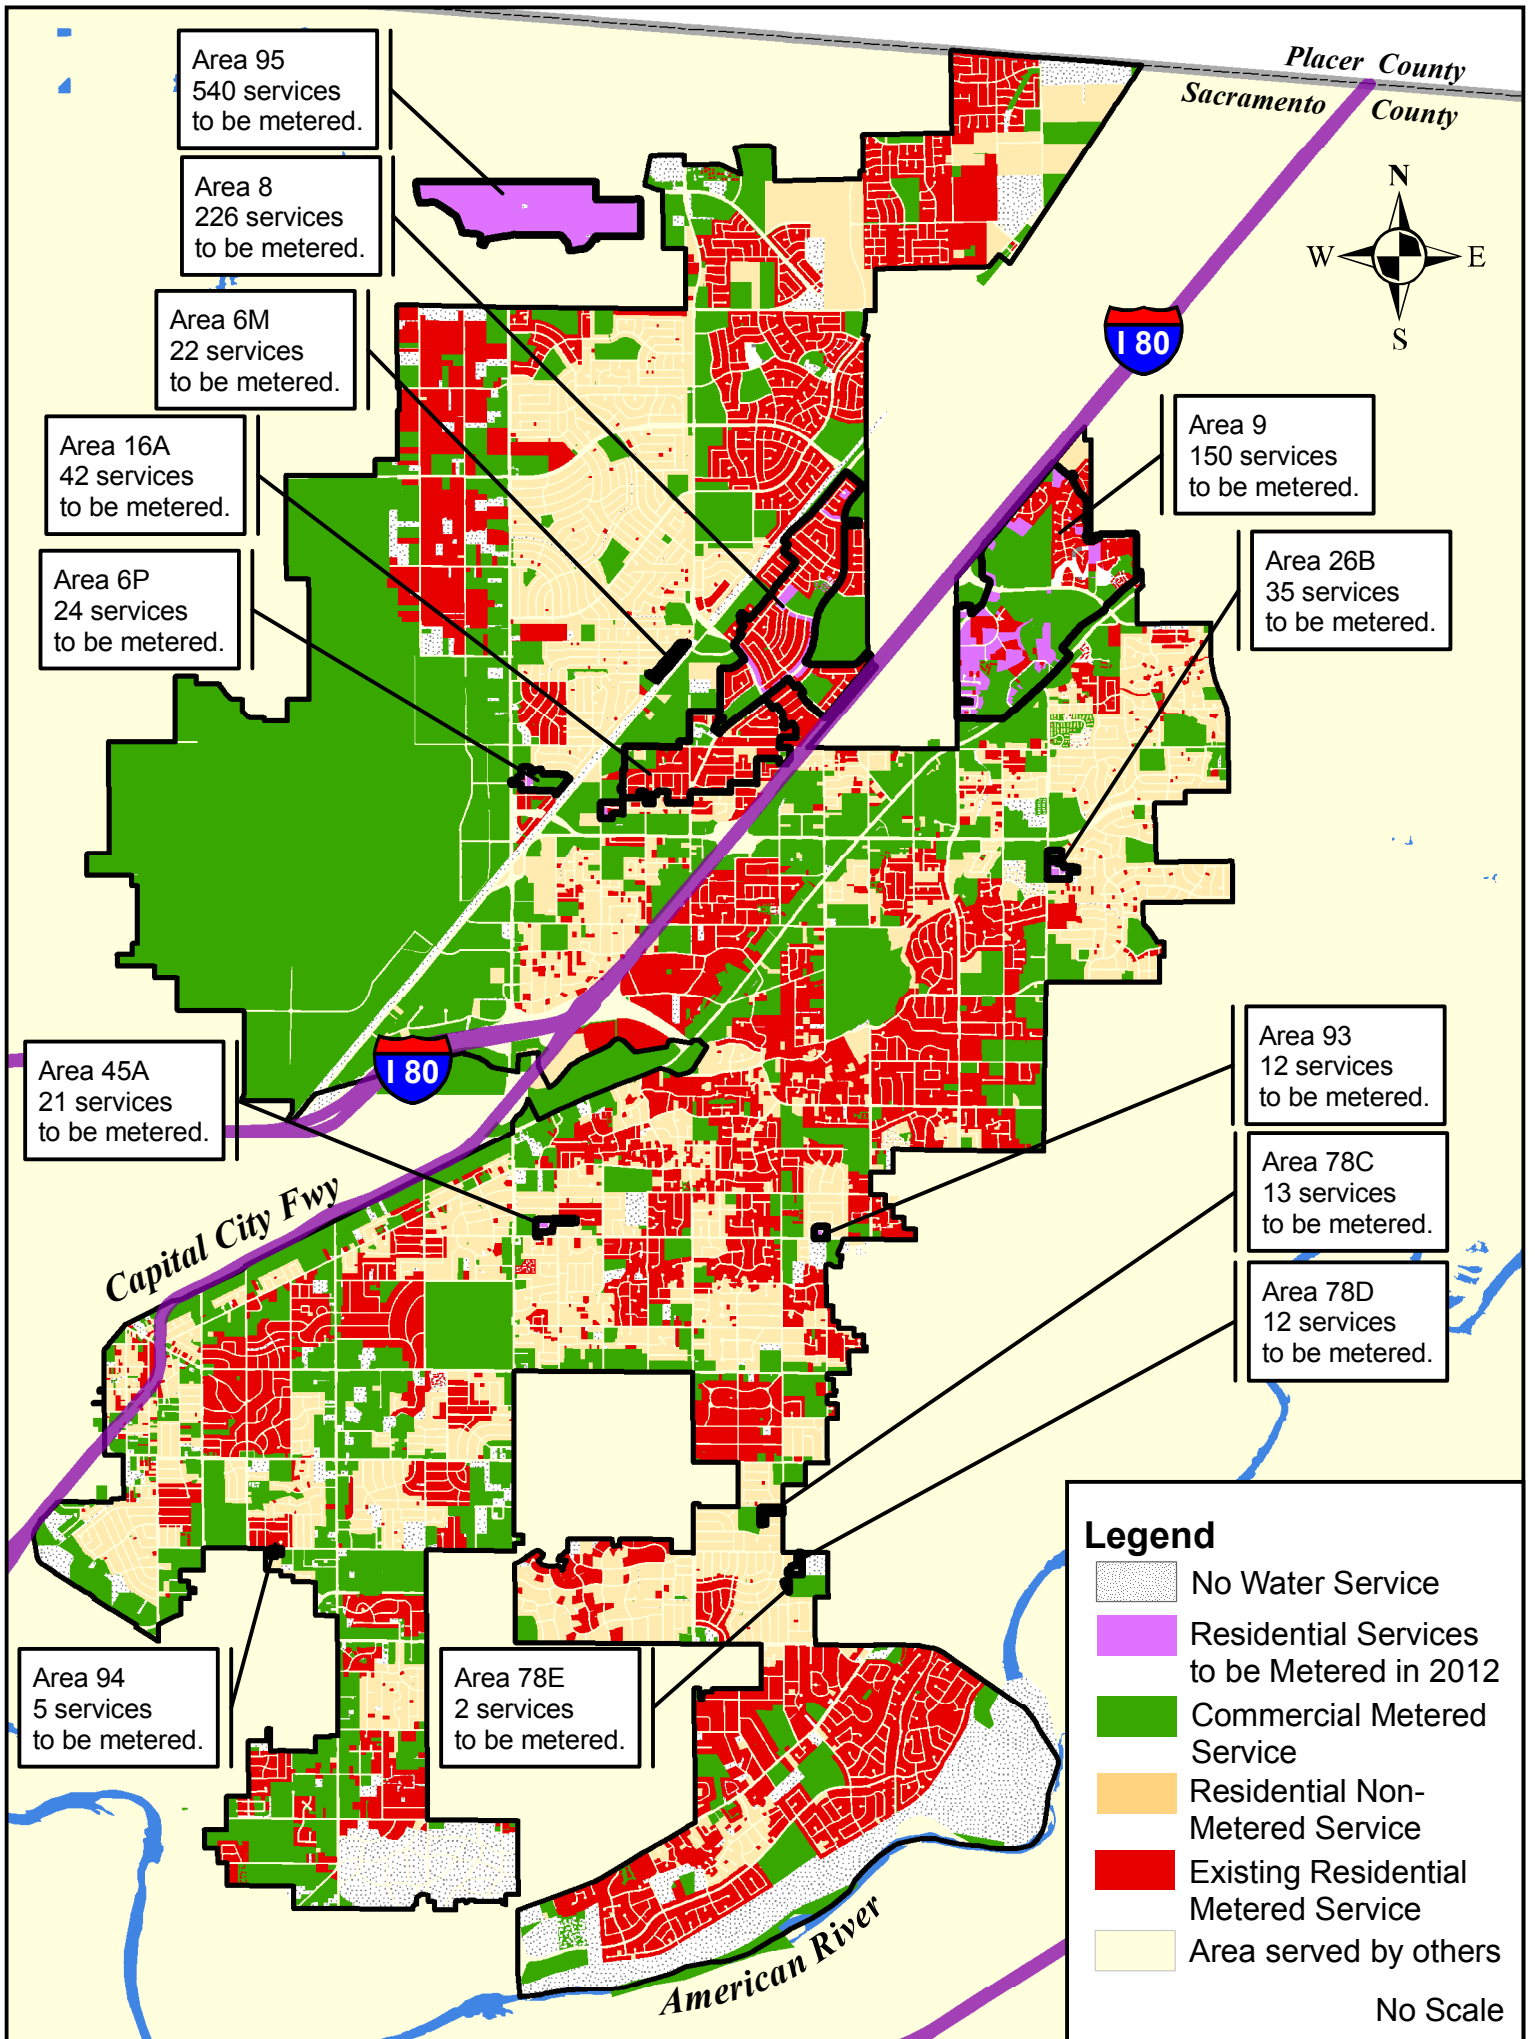 Placer County
Sacramento County
Area 95
540 services
to be metered.
Area 8
226 services
to be metered.
N
W
E
S
Area 6M
22 services
to be metered.
I 80
Area 16A
42 services
to be metered.
Area 9
150 services
to be metered.
Area 6P
24 services
to be metered.
Area 26B
35 services
to be metered.
Area 45A
21 services
to be metered.
I 80
Area 93
12 services
to be metered.
Area 78C
13 services
to be metered.
Capital City Fwy
Area 78D
12 services
to be metered.
Area 94
5 services
to be metered.
Area 78E
2 services
to be metered.
American River
Legend
No Water Service
Residential Services
to be Metered in 2012
Commercial Metered
Service
Residential Non-
Metered Service
Existing Residential
Metered Service
Area served by others
No Scale